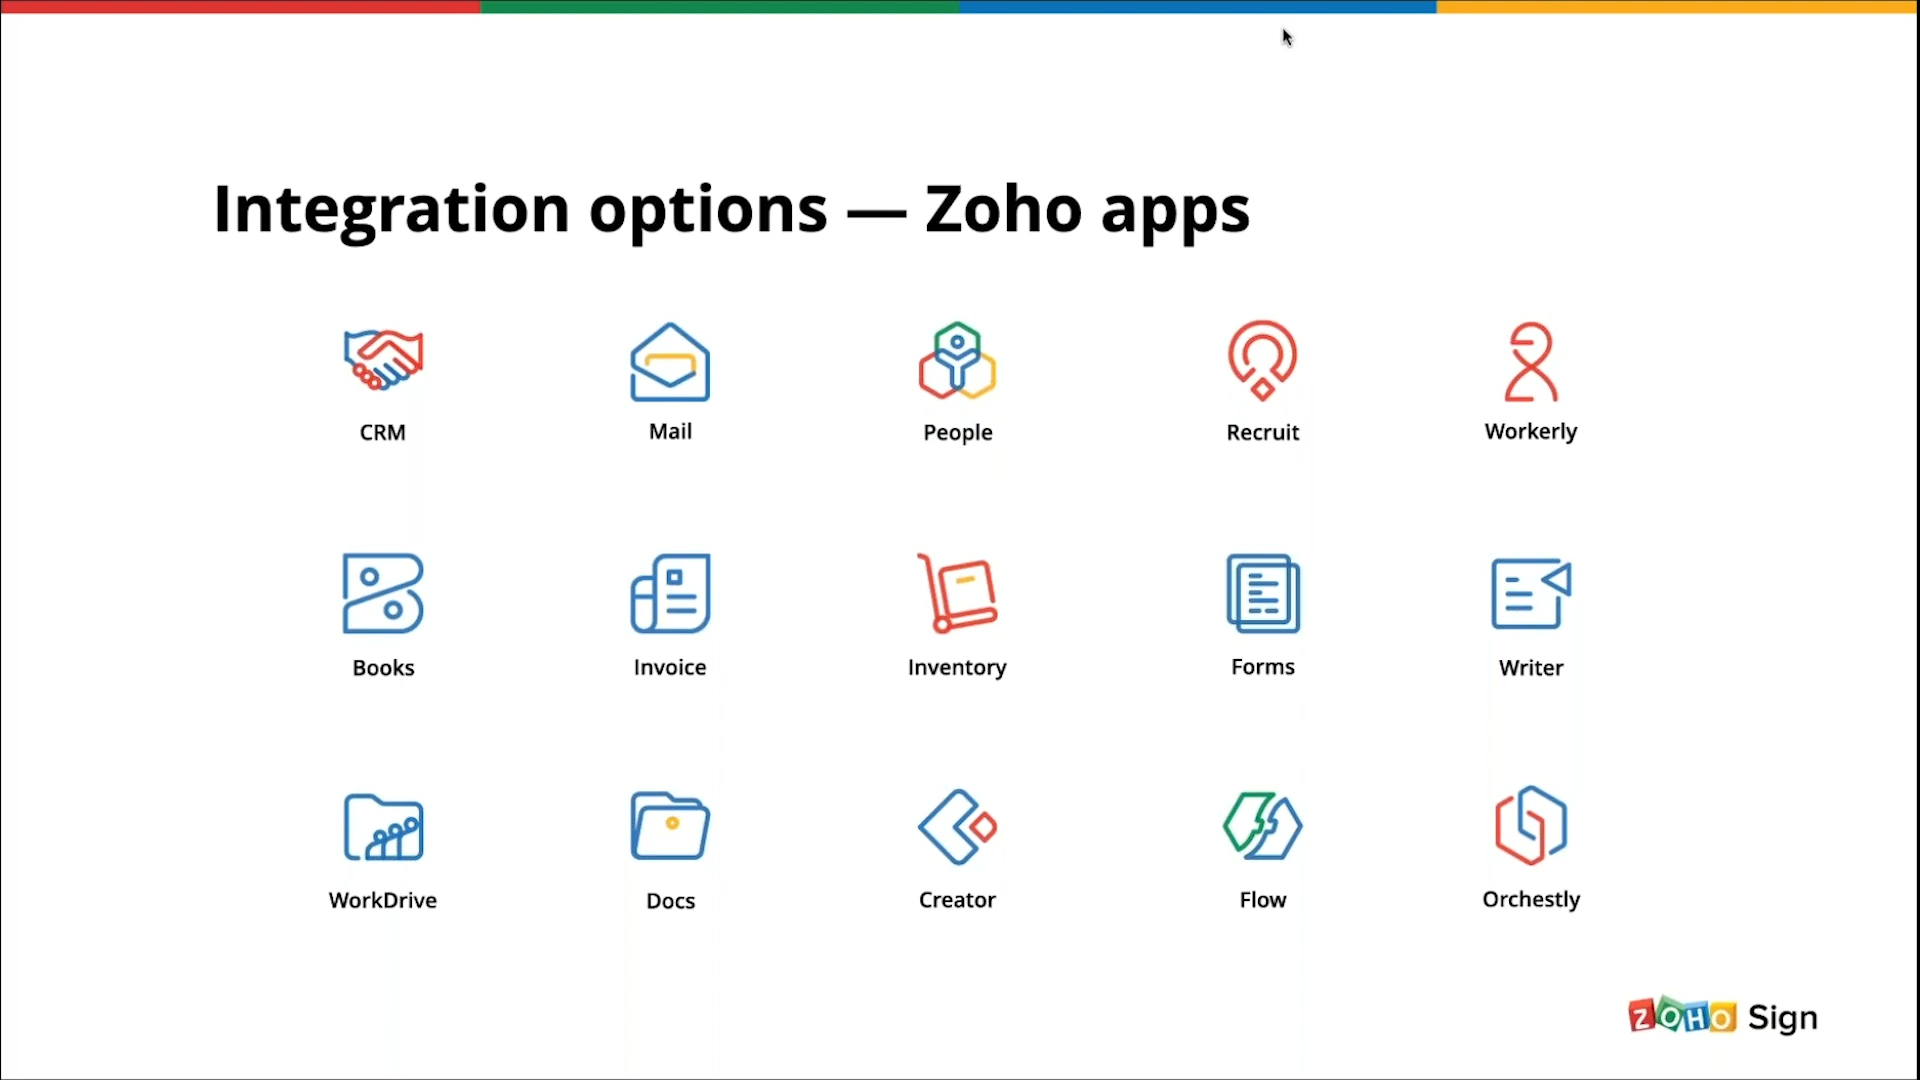 Integration options — Zoho apps
CRM
Mail
People
Recruit
Workerly
Books
Invoice
Inventory
Forms
Writer
WorkDrive
Docs
Creator
Flow
Orchestly
ZOHO Sign